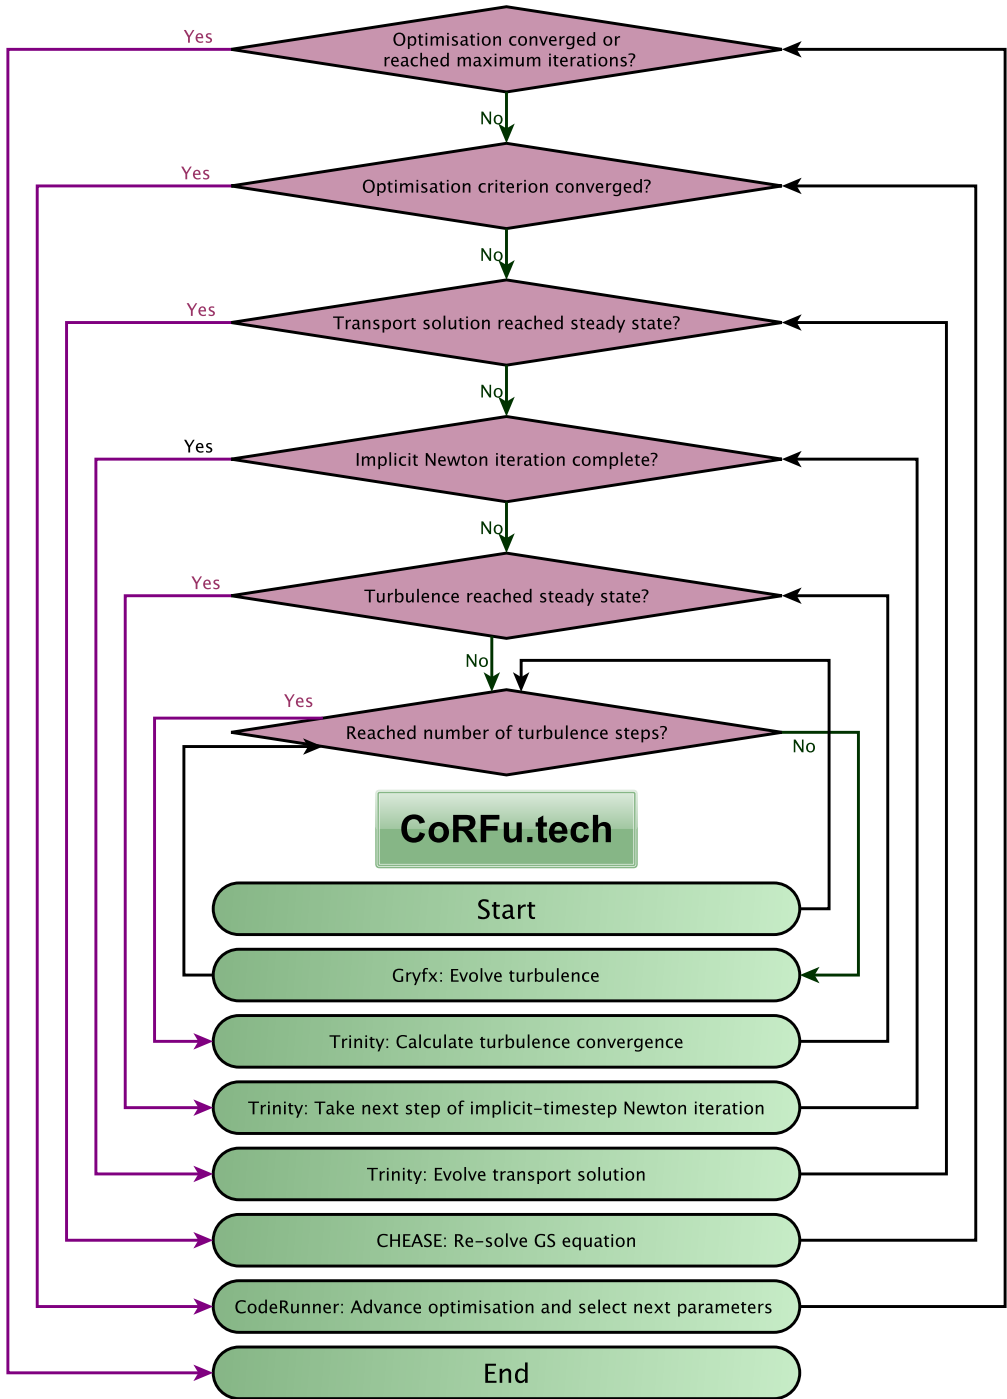 Yes
Optimisation converged or
reached maximum iterations?
No
Yes
Optimisation criterion converged?
No
Yes
Transport solution reached steady state?
No
Yes
Implicit Newton iteration complete?
No
Yes
Turbulence reached steady state?
No
Yes
Reached number of turbulence steps?
No
CoRFu.tech
Start
Gryfx: Evolve turbulence
Trinity: Calculate turbulence convergence
Trinity: Take next step of implicit-timestep Newton iteration
Trinity: Evolve transport solution
CHEASE: Re-solve GS equation
CodeRunner: Advance optimisation and select next parameters
End